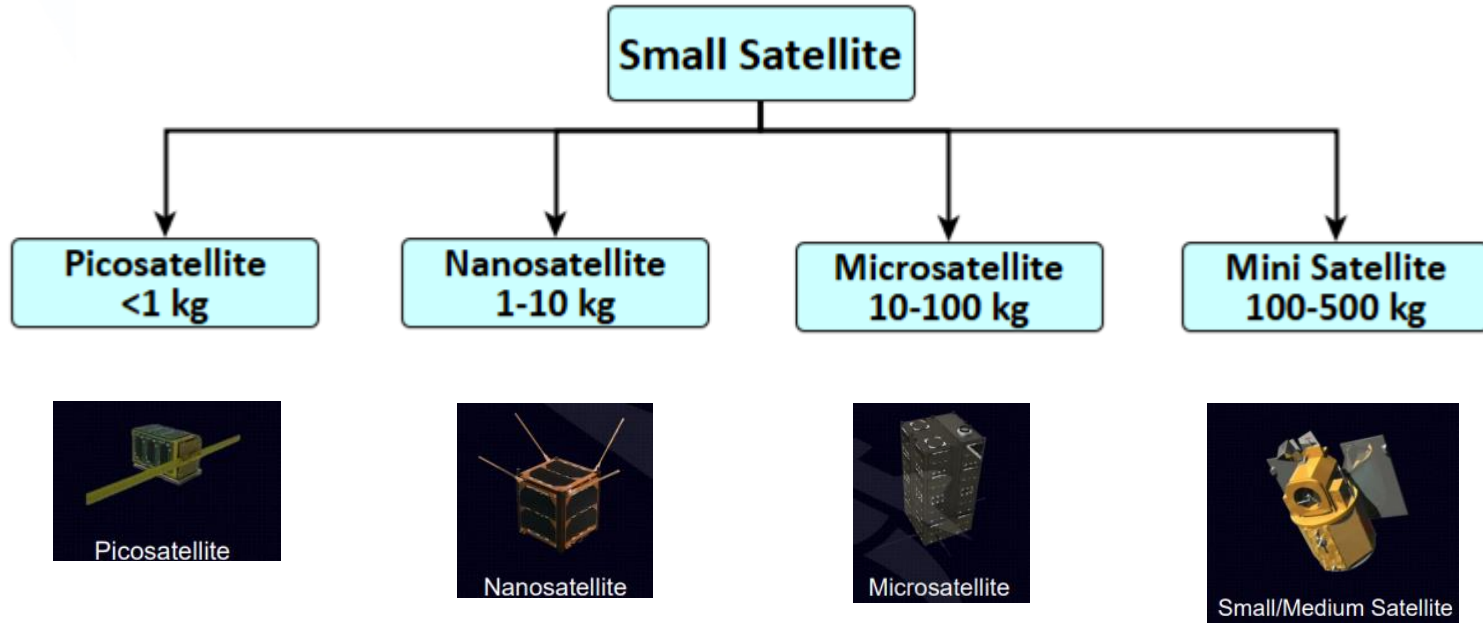 Small Satellite
Picosatellite
<1 kg
Nanosatellite
1-10 kg
Microsatellite
10-100 kg
Mini Satellite
100-500 kg
Picosatellite
Nanosatellite
Microsatellite
Small/Medium Satellite